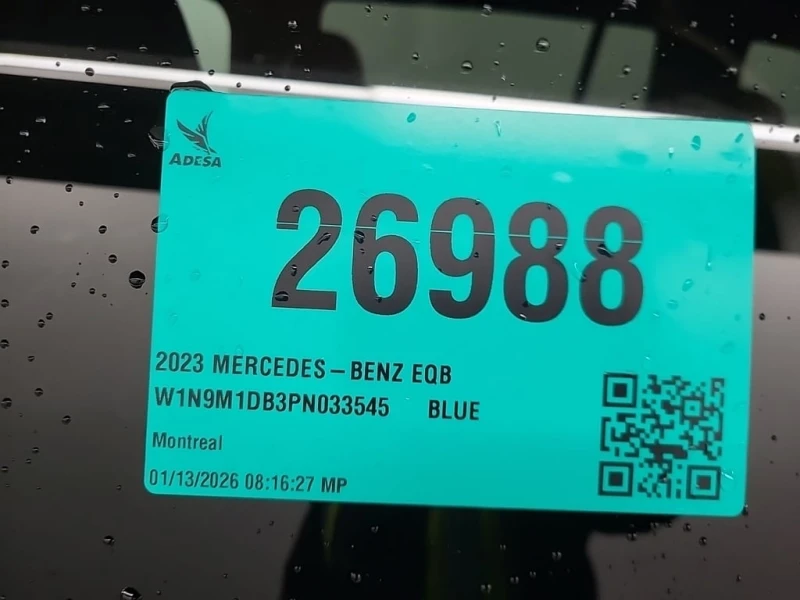 ADESA
26988
2023 MERCEDES-BENZ EQB
W1N9M1DB3PN033545 BLUE
Montreal
01/13/2026 08:16:27 MP